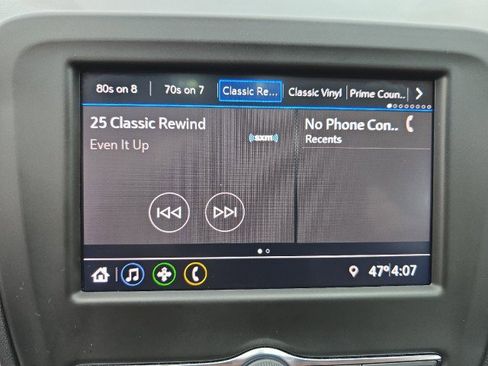 80s on 8 70s on 7 Classic Re... Classic Vinyl Prime Coun..
25 Classic Rewind
Even It Up
((sxm))
No Phone Con..
Recents
47° 4:07